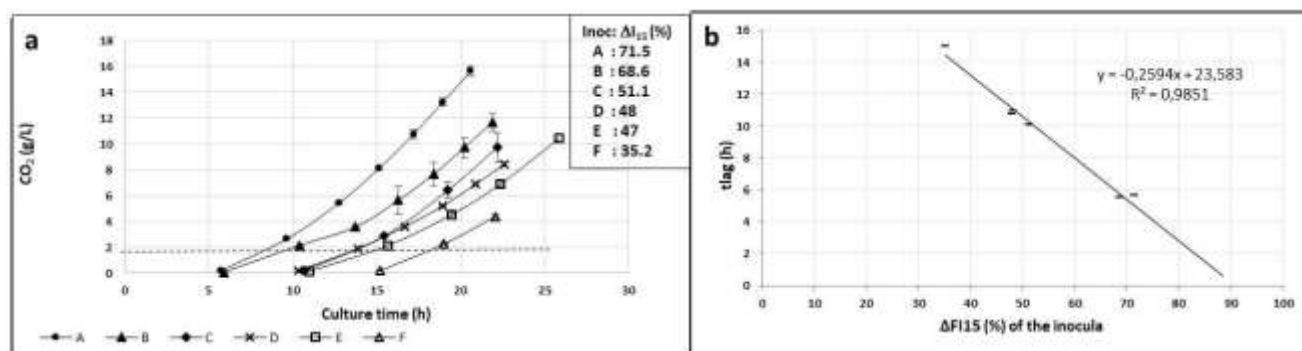 a
CO₂ (g/L)
18
16
14
12
10
8
6
4
2
0
0 5 10 15 20 25 30
Culture time (h)
A B C D E F
Inoc: ΔI₁₅ (%)
A : 71.5
B : 68.6
C : 51.1
D : 48
E : 47
F : 35.2
b
tlag (h)
16
14
12
10
8
6
4
2
0
0 10 20 30 40 50 60 70 80 90 100
ΔFI15 (%) of the inocula
y = -0,2594x + 23,583
R² = 0,9851